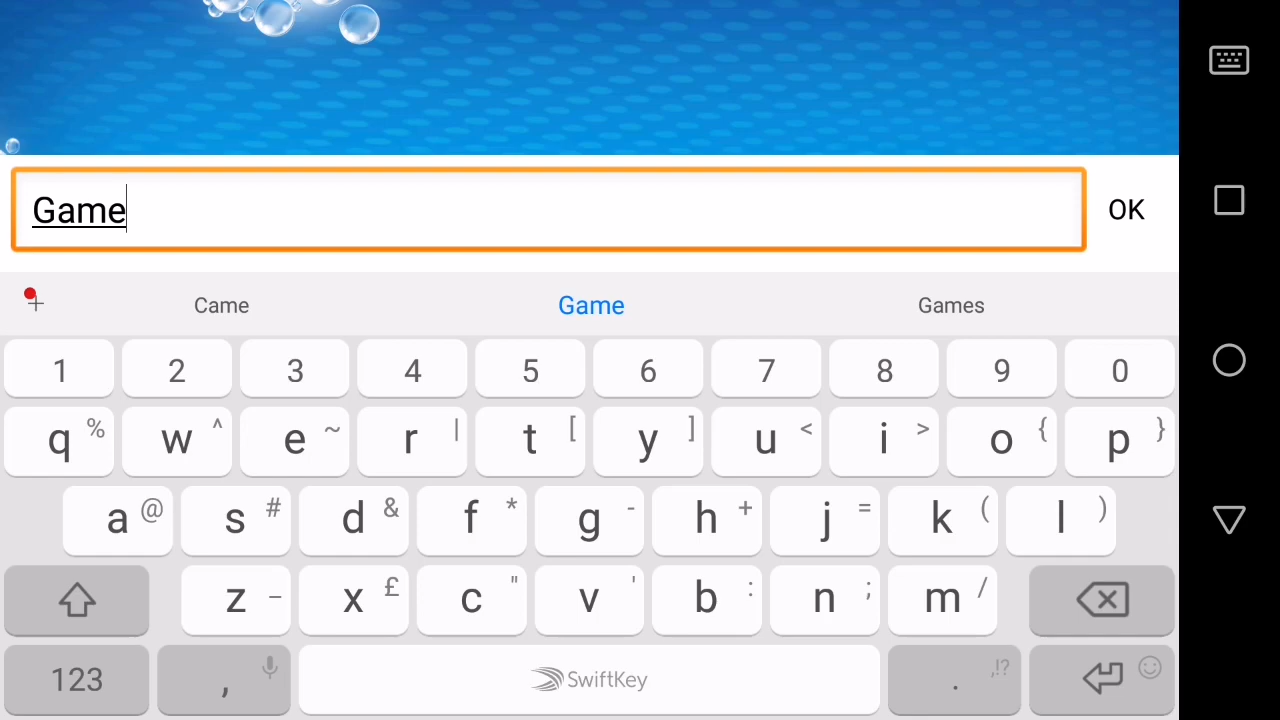 Game
OK
+ Came Game Games
1 2 3 4 5 6 7 8 9 0
q % w ^ e ~ r | t [ y ] u < i > o { p }
a @ s # d & f * g - h + j = k ( l )
z _ x £ c " v ' b : n ; m /
123 , SwiftKey . ,!?